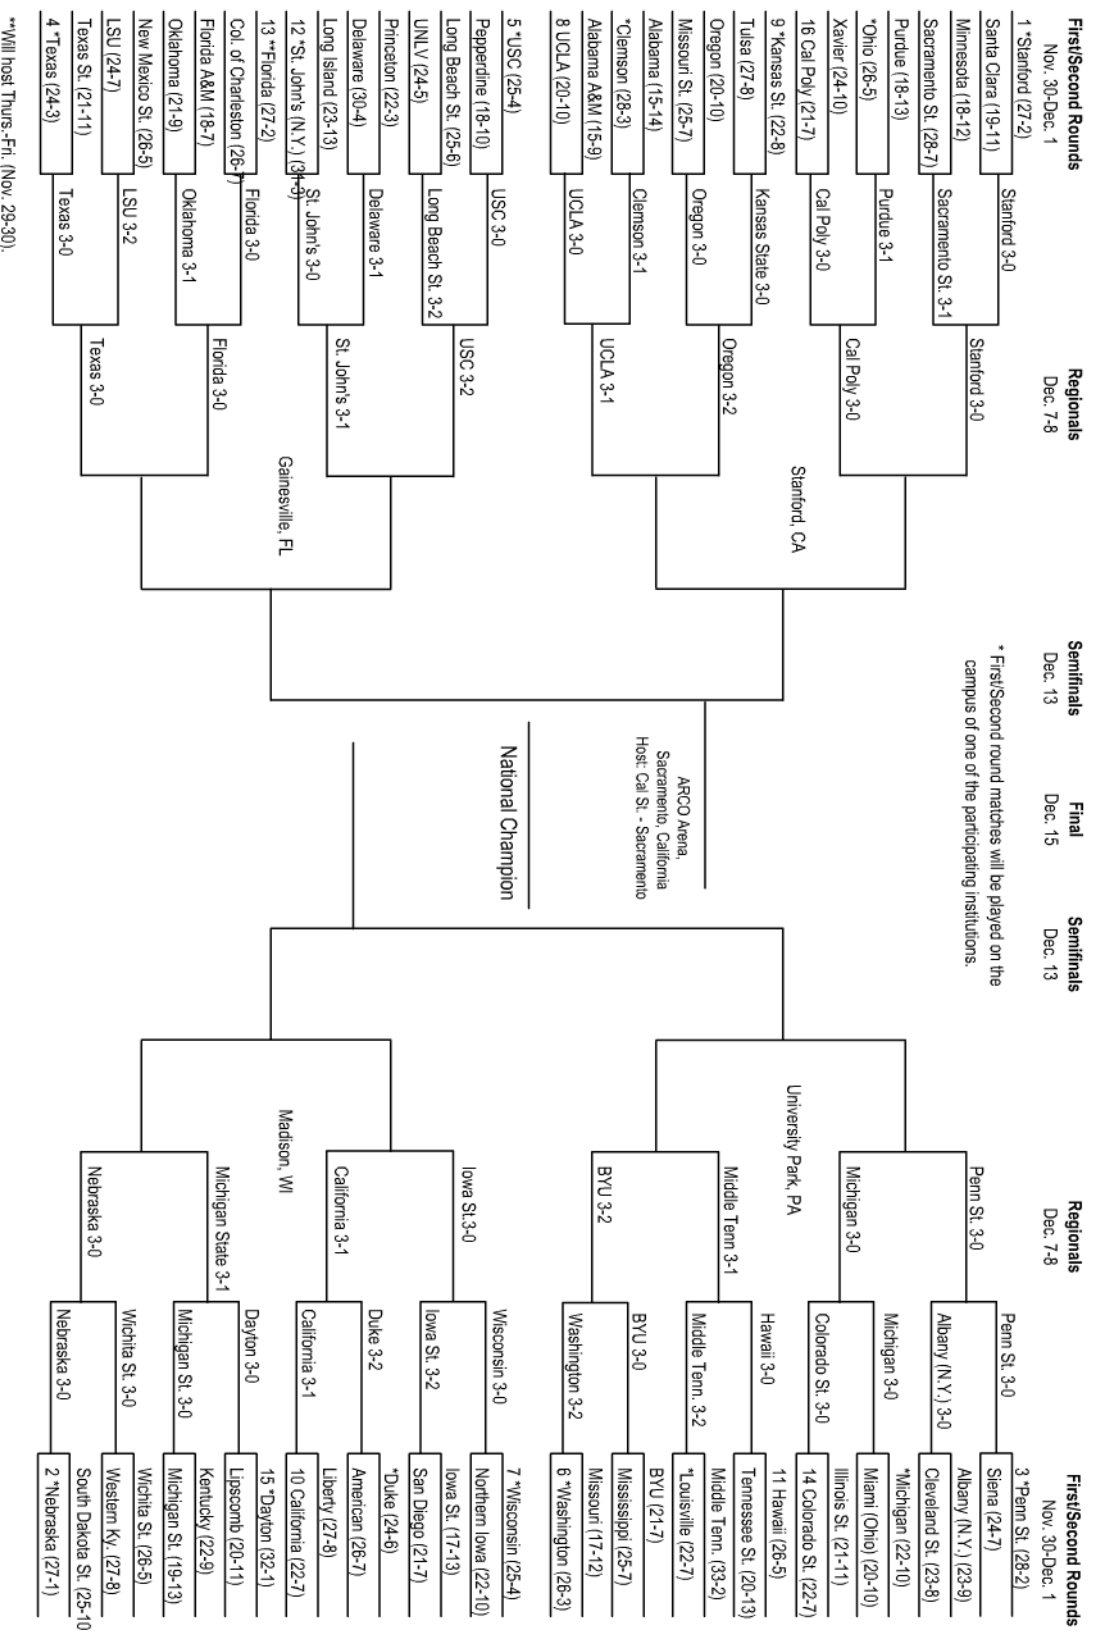 First/Second Rounds
Nov. 30-Dec. 1
Regionals
Dec. 7-8
Semifinals
Dec. 13
Final
Dec. 15
Semifinals
Dec. 13
Regionals
Dec. 7-8
First/Second Rounds
Nov. 30-Dec. 1
1 *Stanford (27-2)
Santa Clara (19-11)
Minnesota (18-12)
Sacramento St. (28-7)
Purdue (18-13)
*Ohio (26-5)
Xavier (24-10)
16 Cal Poly (21-7)
9 *Kansas St. (22-8)
Tulsa (27-8)
Oregon (20-10)
Missouri St. (25-7)
Alabama (15-14)
*Clemson (28-3)
Alabama A&M (15-9)
8 UCLA (20-10)
5 *USC (25-4)
Pepperdine (18-10)
Long Beach St. (25-6)
UNLV (24-5)
Princeton (22-3)
Delaware (30-4)
Long Island (23-13)
12 *St. John's (N.Y.) (31-3)
13 **Florida (27-2)
Col. of Charleston (26-7)
Florida A&M (18-7)
Oklahoma (21-9)
New Mexico St. (26-5)
LSU (24-7)
Texas St. (21-11)
4 *Texas (24-3)
**Will host Thurs.-Fri. (Nov. 29-30).
Stanford 3-0
Sacramento St. 3-1
Purdue 3-1
Cal Poly 3-0
Kansas State 3-0
Oregon 3-0
Clemson 3-1
UCLA 3-0
USC 3-0
Long Beach St. 3-2
Delaware 3-1
St. John's 3-0
Florida 3-0
Oklahoma 3-1
LSU 3-2
Texas 3-0
Stanford 3-0
Cal Poly 3-0
Oregon 3-2
UCLA 3-1
USC 3-2
St. John's 3-1
Florida 3-0
Texas 3-0
Stanford, CA
Gainesville, FL
* First/Second round matches will be played on the
campus of one of the participating institutions.
ARCO Arena,
Sacramento, California
Host: Cal St. - Sacramento
National Champion
University Park, PA
Madison, WI
Penn St. 3-0
Michigan 3-0
Middle Tenn 3-1
BYU 3-2
Iowa St.3-0
California 3-1
Michigan State 3-1
Nebraska 3-0
Penn St. 3-0
Albany (N.Y.) 3-0
Michigan 3-0
Colorado St. 3-0
Hawaii 3-0
Middle Tenn. 3-2
BYU 3-0
Washington 3-2
Wisconsin 3-0
Iowa St. 3-2
Duke 3-2
California 3-1
Dayton 3-0
Michigan St. 3-0
Wichita St. 3-0
Nebraska 3-0
3 *Penn St. (28-2)
Siena (24-7)
Albany (N.Y.) (23-9)
Cleveland St. (23-8)
*Michigan (22-10)
Miami (Ohio) (20-10)
Illinois St. (21-11)
14 Colorado St. (22-7)
11 Hawaii (26-5)
Tennessee St. (20-13)
Middle Tenn. (33-2)
*Louisville (22-7)
BYU (21-7)
Mississippi (25-7)
Missouri (17-12)
6 *Washington (26-3)
7 *Wisconsin (25-4)
Northern Iowa (22-10)
Iowa St. (17-13)
San Diego (21-7)
*Duke (24-6)
American (26-7)
Liberty (27-8)
10 California (22-7)
15 *Dayton (32-1)
Lipscomb (20-11)
Kentucky (22-9)
Michigan St. (19-13)
Wichita St. (26-5)
Western Ky. (27-8)
South Dakota St. (25-10
2 *Nebraska (27-1)